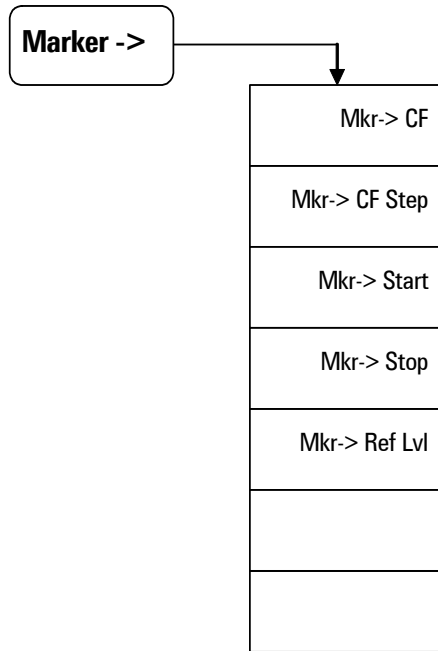 Marker ->
Mkr-> CF
Mkr-> CF Step
Mkr-> Start
Mkr-> Stop
Mkr-> Ref Lvl